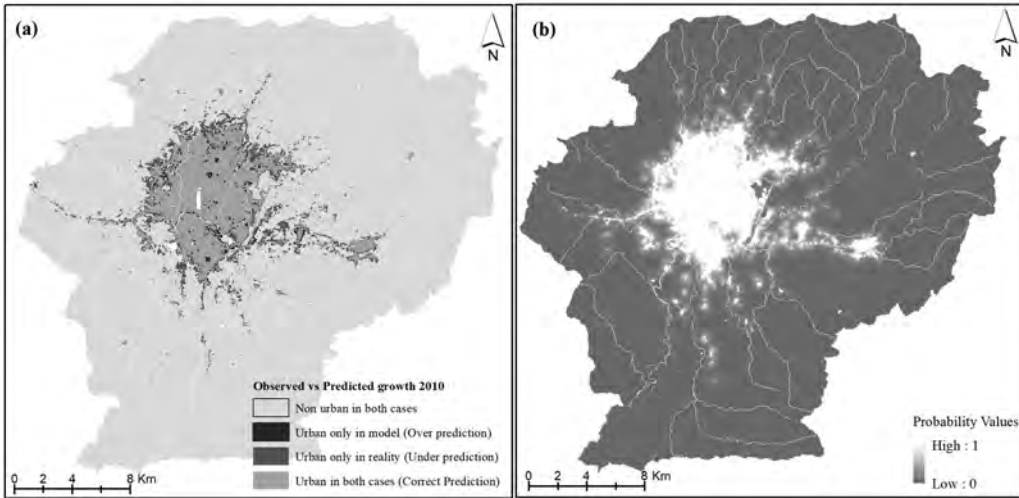 (a)
N
Observed vs Predicted growth 2010
Non urban in both cases
Urban only in model (Over prediction)
Urban only in reality (Under prediction)
Urban in both cases (Correct Prediction)
0 2 4 8 Km
(b)
N
Probability Values
High : 1
Low : 0
0 2 4 8 Km